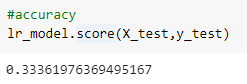 #accuracy
lr_model.score(X_test,y_test)
0.33361976369495167